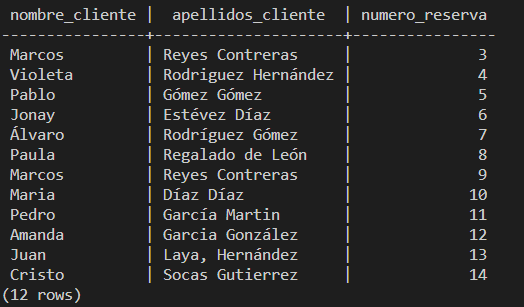 nombre_cliente | apellidos_cliente | numero_reserva
----------------+---------------------+----------------
Marcos | Reyes Contreras | 3
Violeta | Rodriguez Hernández | 4
Pablo | Gómez Gómez | 5
Jonay | Estévez Díaz | 6
Álvaro | Rodríguez Gómez | 7
Paula | Regalado de León | 8
Marcos | Reyes Contreras | 9
Maria | Díaz Díaz | 10
Pedro | García Martin | 11
Amanda | Garcia González | 12
Juan | Laya, Hernández | 13
Cristo | Socas Gutierrez | 14
(12 rows)